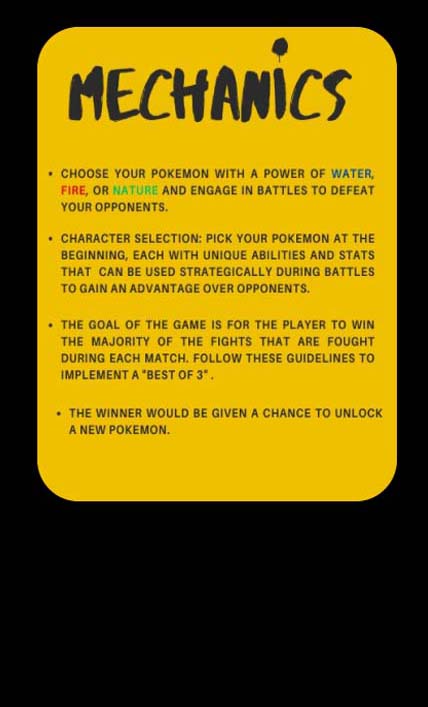 MECHANICS
• CHOOSE YOUR POKEMON WITH A POWER OF WATER,
FIRE, OR NATURE AND ENGAGE IN BATTLES TO DEFEAT
YOUR OPPONENTS.
• CHARACTER SELECTION: PICK YOUR POKEMON AT THE
BEGINNING, EACH WITH UNIQUE ABILITIES AND STATS
THAT CAN BE USED STRATEGICALLY DURING BATTLES
TO GAIN AN ADVANTAGE OVER OPPONENTS.
• THE GOAL OF THE GAME IS FOR THE PLAYER TO WIN
THE MAJORITY OF THE FIGHTS THAT ARE FOUGHT
DURING EACH MATCH. FOLLOW THESE GUIDELINES TO
IMPLEMENT A "BEST OF 3" .
• THE WINNER WOULD BE GIVEN A CHANCE TO UNLOCK
A NEW POKEMON.